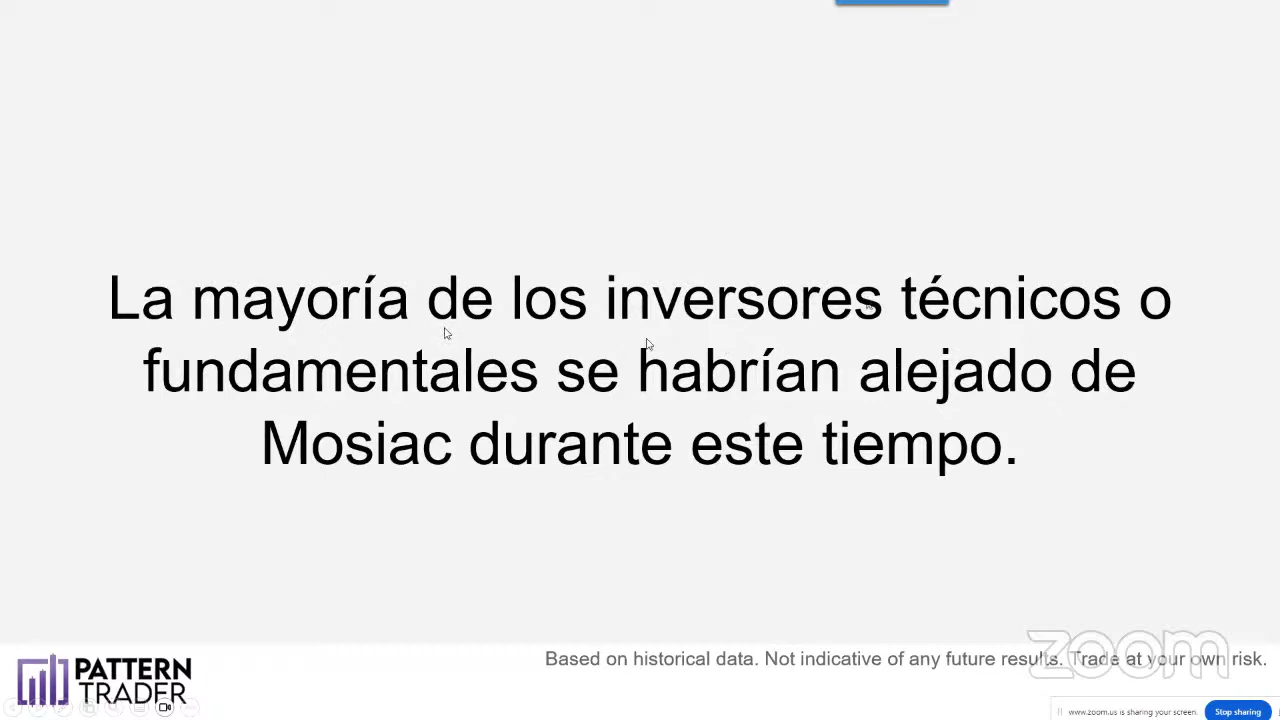 La mayoría de los inversores técnicos o
fundamentales se habrían alejado de
Mosiac durante este tiempo.
zoom
Based on historical data. Not indicative of any future results. Trade at your own risk.
PATTERN
TRADER
www.zoom.us is sharing your screen.
Stop sharing